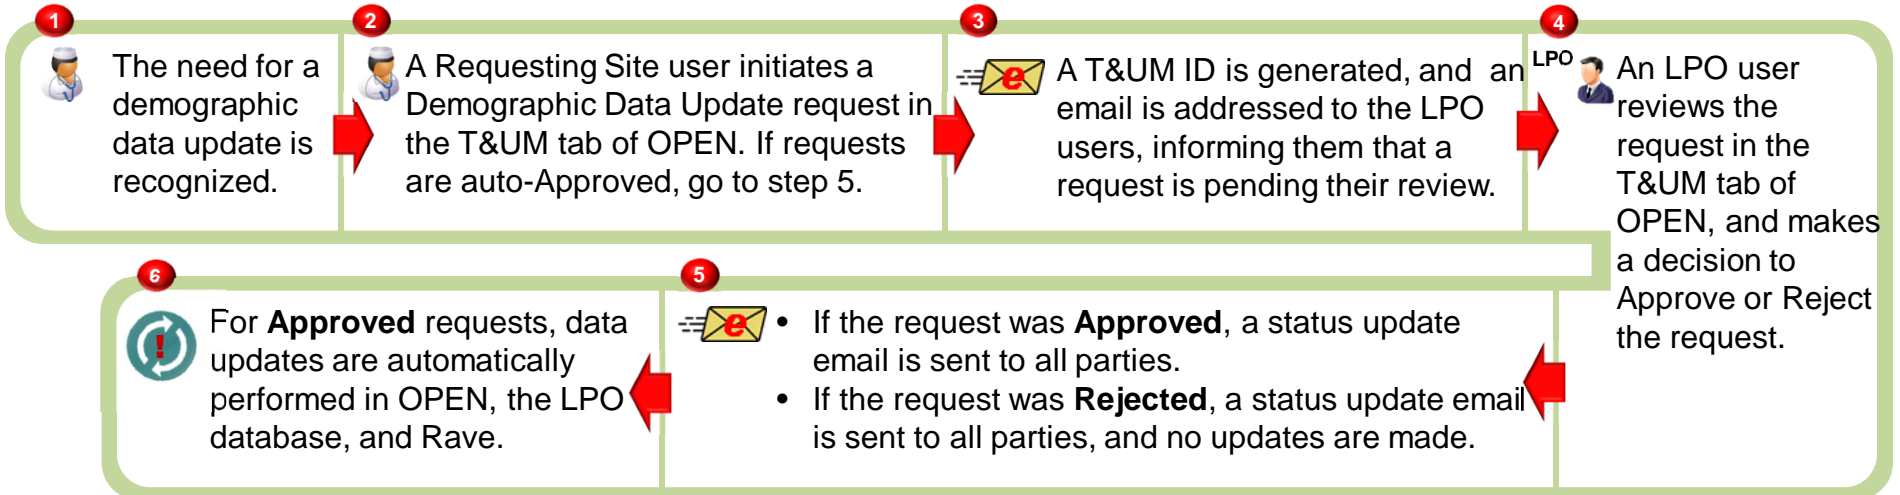 1
The need for a
demographic
data update is
recognized.
2
A Requesting Site user initiates a
Demographic Data Update request in
the T&UM tab of OPEN. If requests
are auto-Approved, go to step 5.
3
e
A T&UM ID is generated, and an
email is addressed to the LPO
users, informing them that a
request is pending their review.
4
LPO
An LPO user
reviews the
request in the
T&UM tab of
OPEN, and makes
a decision to
Approve or Reject
the request.
5
e
• If the request was Approved, a status update
email is sent to all parties.
• If the request was Rejected, a status update email
is sent to all parties, and no updates are made.
6
!
For Approved requests, data
updates are automatically
performed in OPEN, the LPO
database, and Rave.